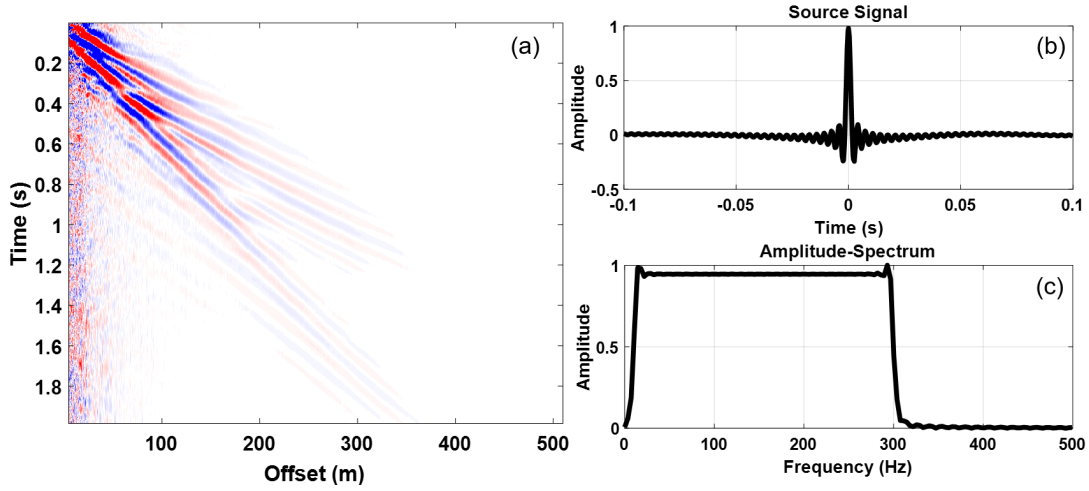 (a)
0.2
0.4
0.6
0.8
1
1.2
1.4
1.6
1.8
Time (s)
100
200
300
400
500
Offset (m)
Source Signal
(b)
1
0.5
0
-0.5
Amplitude
-0.1
-0.05
0
0.05
0.1
Time (s)
Amplitude-Spectrum
(c)
1
0.5
0
Amplitude
0
100
200
300
400
500
Frequency (Hz)